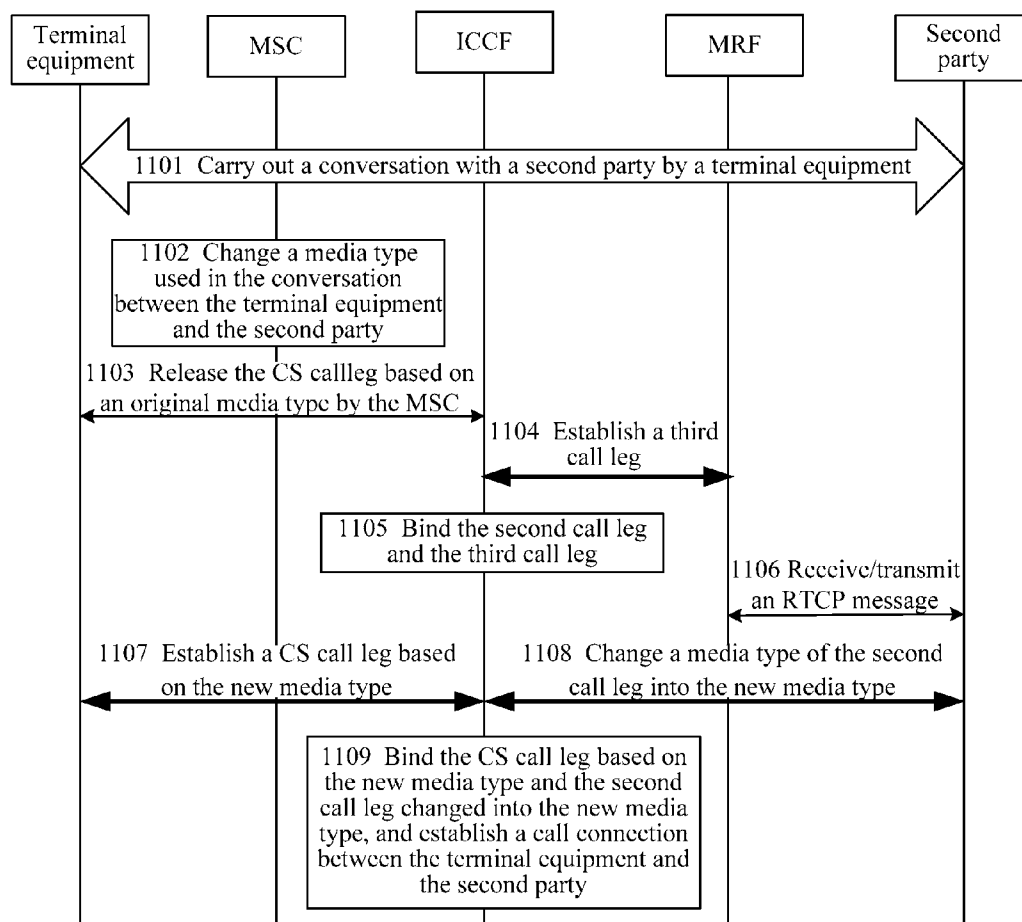 Terminal
equipment
MSC
ICCF
MRF
Second
party
1101 Carry out a conversation with a second party by a terminal equipment
1102 Change a media type
used in the conversation
between the terminal equipment
and the second party
1103 Release the CS callleg based on
an original media type by the MSC
1104 Establish a third
call leg
1105 Bind the second call leg
and the third call leg
1106 Receive/transmit
an RTCP message
1107 Establish a CS call leg based
on the new media type
1108 Change a media type of the second
call leg into the new media type
1109 Bind the CS call leg based on
the new media type and the second
call leg changed into the new media
type, and establish a call connection
between the terminal equipment and
the second party